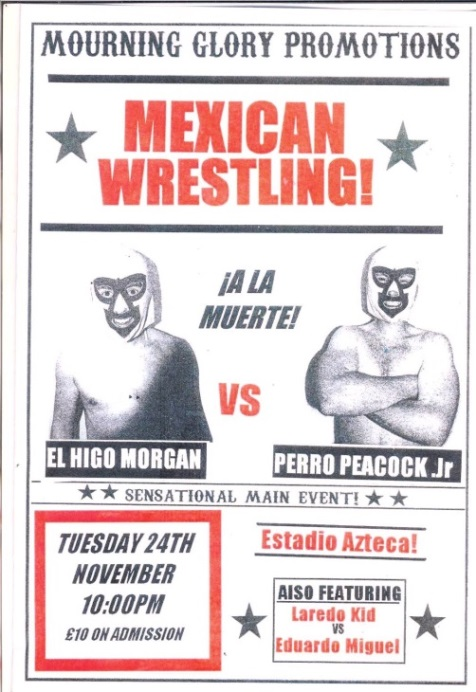 MOURNING GLORY PROMOTIONS
MEXICAN
WRESTLING!
¡A LA
MUERTE!
VS
EL HIGO MORGAN
PERRO PEACOCK .Jr
SENSATIONAL MAIN EVENT!
TUESDAY 24TH
NOVEMBER
10:00PM
£10 ON ADMISSION
Estadio Azteca!
AlSO FEATURING
Laredo Kid
VS
Eduardo Miguel